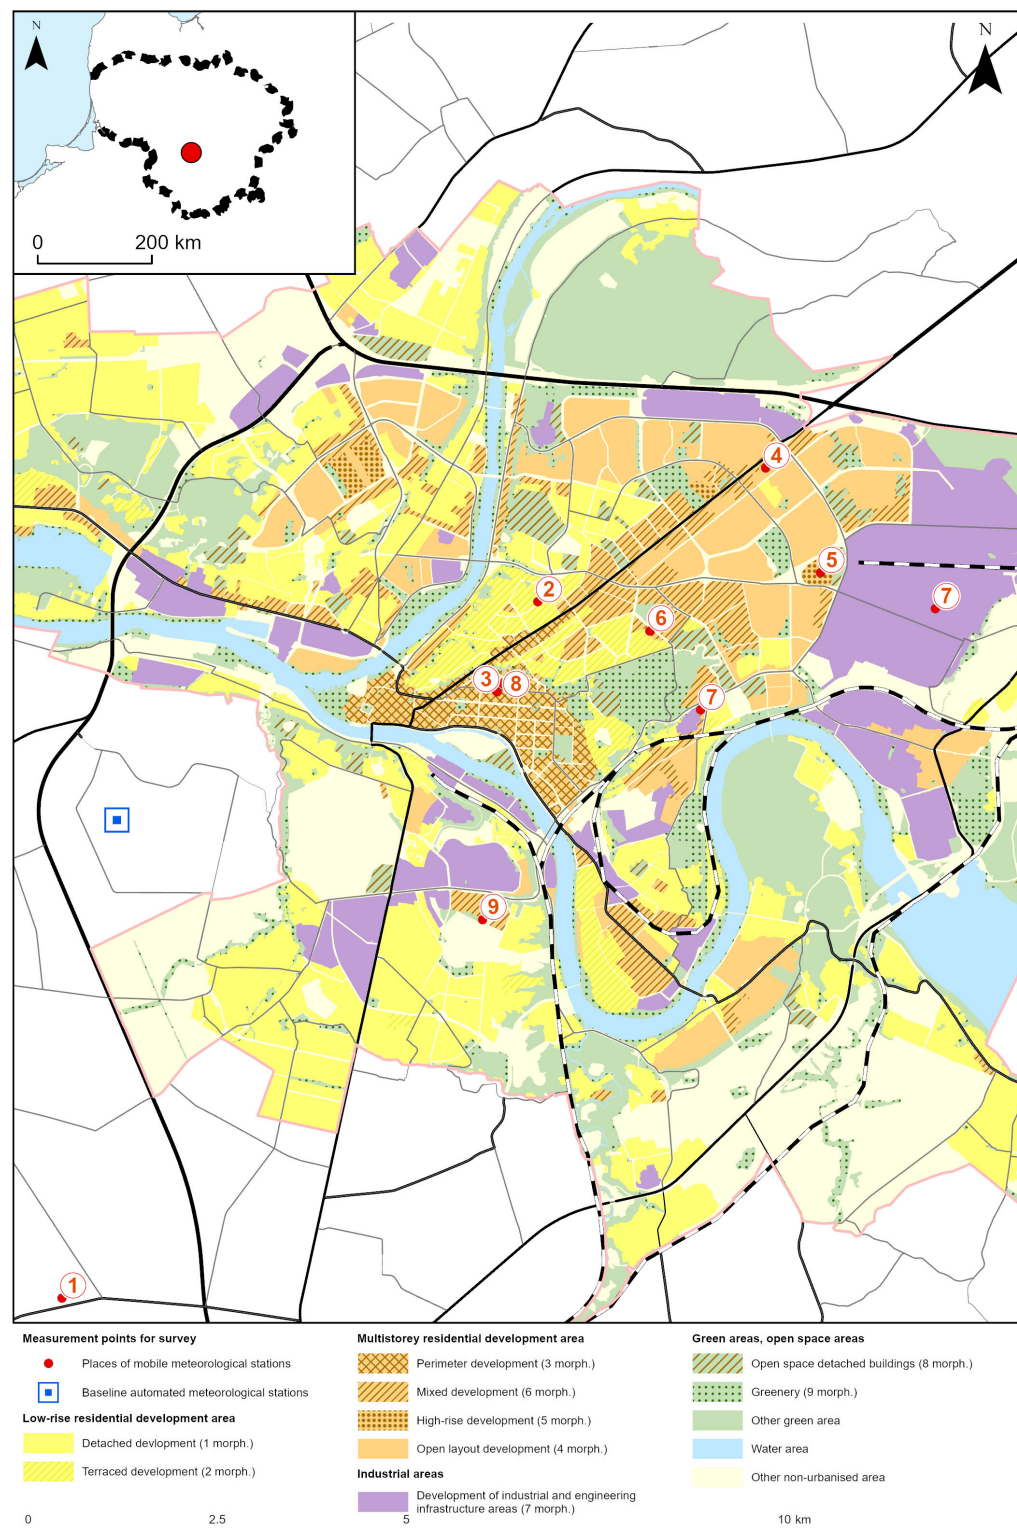 N
N
0 200 km
4
5
2
7
6
3
8
7
9
1
Measurement points for survey
Places of mobile meteorological stations
Baseline automated meteorological stations
Low-rise residential development area
Detached devlopment (1 morph.)
Terraced development (2 morph.)
Multistorey residential development area
Perimeter development (3 morph.)
Mixed development (6 morph.)
High-rise development (5 morph.)
Open layout development (4 morph.)
Industrial areas
Development of industrial and engineering
infrastructure areas (7 morph.)
Green areas, open space areas
Open space detached buildings (8 morph.)
Greenery (9 morph.)
Other green area
Water area
Other non-urbanised area
0 2.5 5 10 km